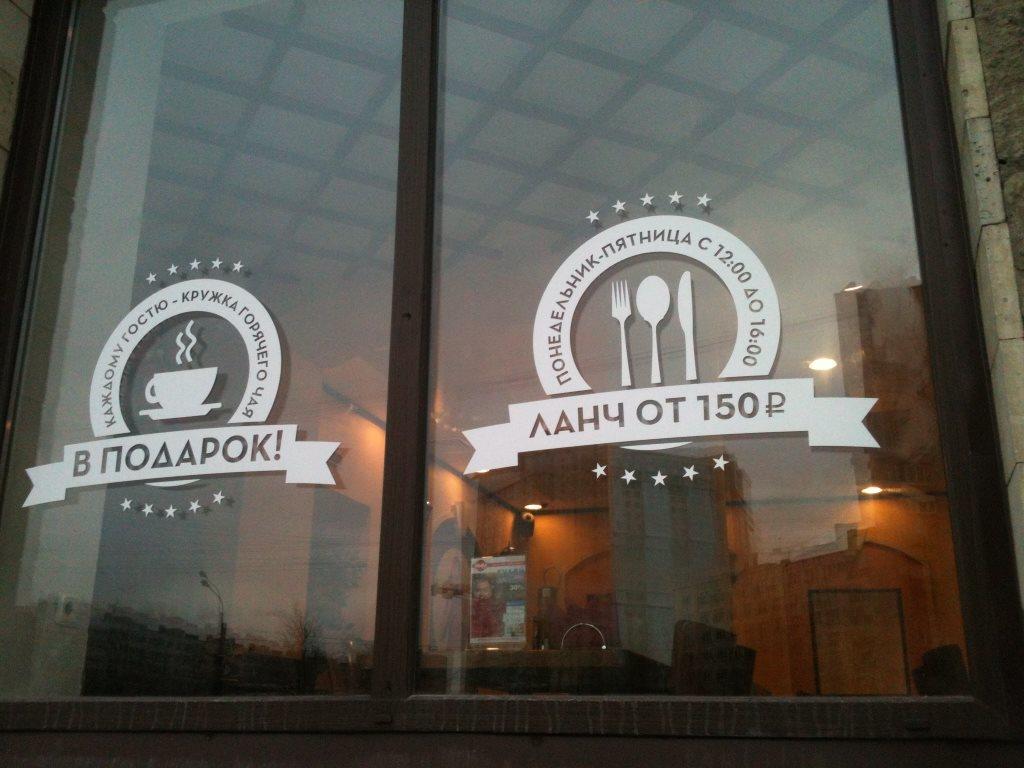 КАЖДОМУ ГОСТЮ - КРУЖКА ГОРЯЧЕГО ЧАЯ
В ПОДАРОК!
ПОНЕДЕЛЬНИК-ПЯТНИЦА С 12:00 ДО 16:00
ЛАНЧ ОТ 150₽